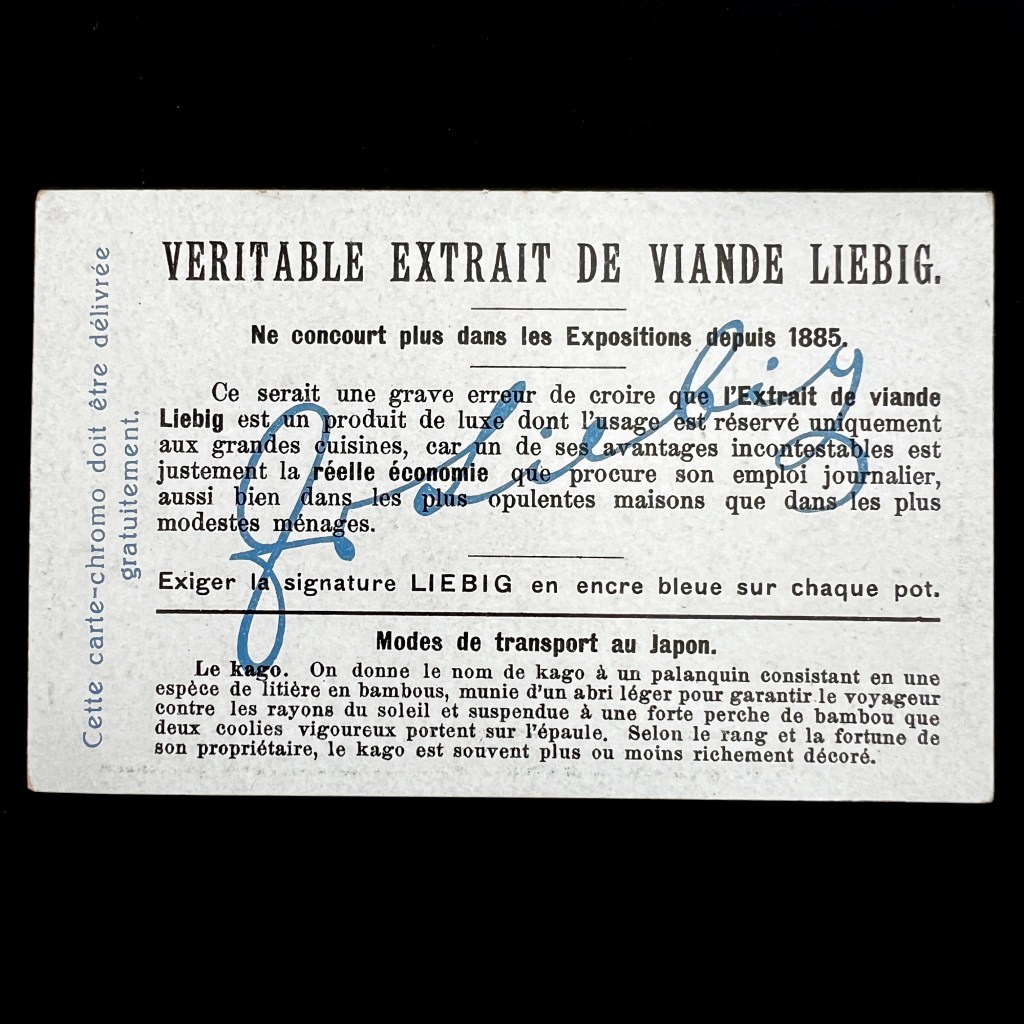 VERITABLE EXTRAIT DE VIANDE LIEBIG.
Ne concourt plus dans les Expositions depuis 1885.
Ce serait une grave erreur de croire que l'Extrait de viande
Liebig est un produit de luxe dont l'usage est réservé uniquement
aux grandes cuisines, car un de ses avantages incontestables est
justement la réelle économie que procure son emploi journalier,
aussi bien dans les plus opulentes maisons que dans les plus
modestes ménages.
J. v. Liebig
Exiger la signature LIEBIG en encre bleue sur chaque pot.
Modes de transport au Japon.
Le kago. On donne le nom de kago à un palanquin consistant en une
espèce de litière en bambous, munie d'un abri léger pour garantir le voyageur
contre les rayons du soleil et suspendue à une forte perche de bambou que
deux coolies vigoureux portent sur l'épaule. Selon le rang et la fortune de
son propriétaire, le kago est souvent plus ou moins richement décoré.
Cette carte-chromo doit être délivrée
gratuitement.